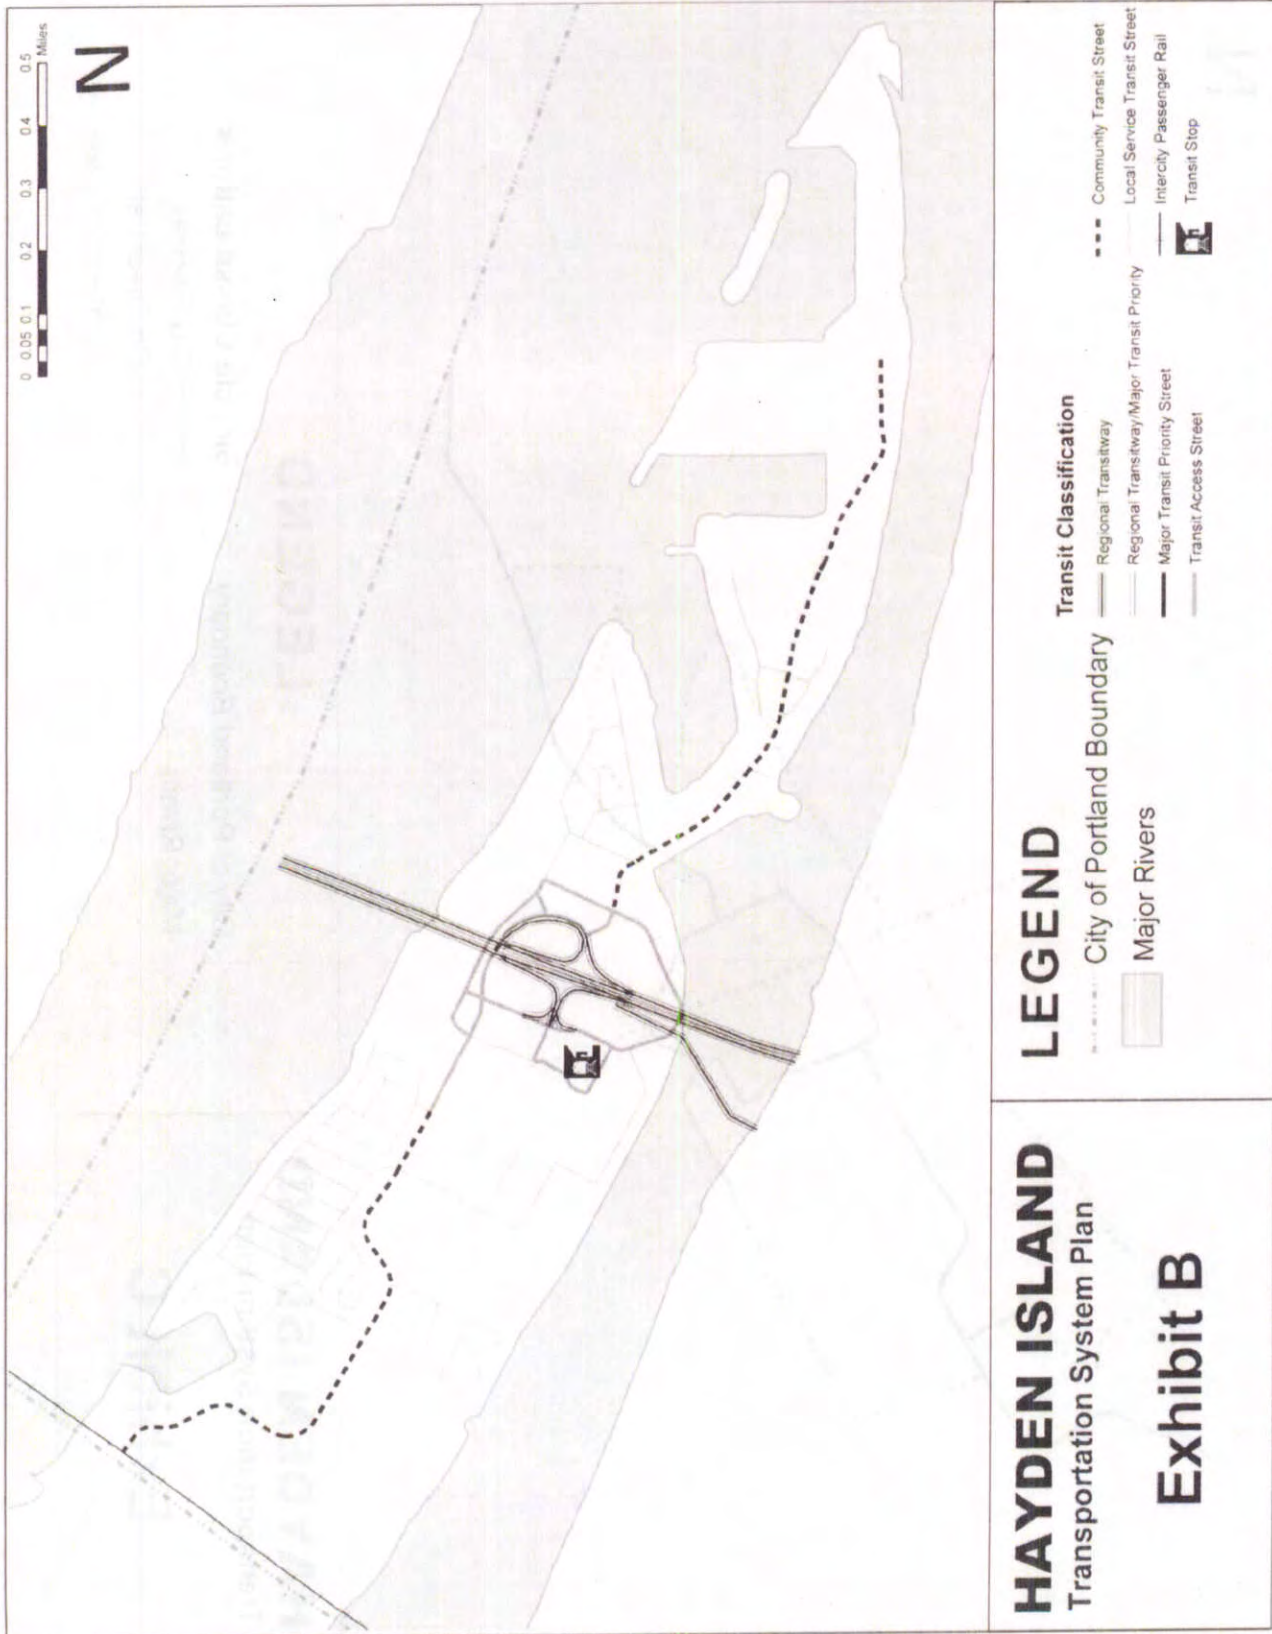 N
0 0.05 0.1 0.2 0.3 0.4 0.5
Miles
HAYDEN ISLAND
Transportation System Plan
Exhibit B
LEGEND
City of Portland Boundary
Major Rivers
Transit Classification
Regional Transitway
Regional Transitway/Major Transit Priority
Major Transit Priority Street
Transit Access Street
Community Transit Street
Local Service Transit Street
Intercity Passenger Rail
Transit Stop